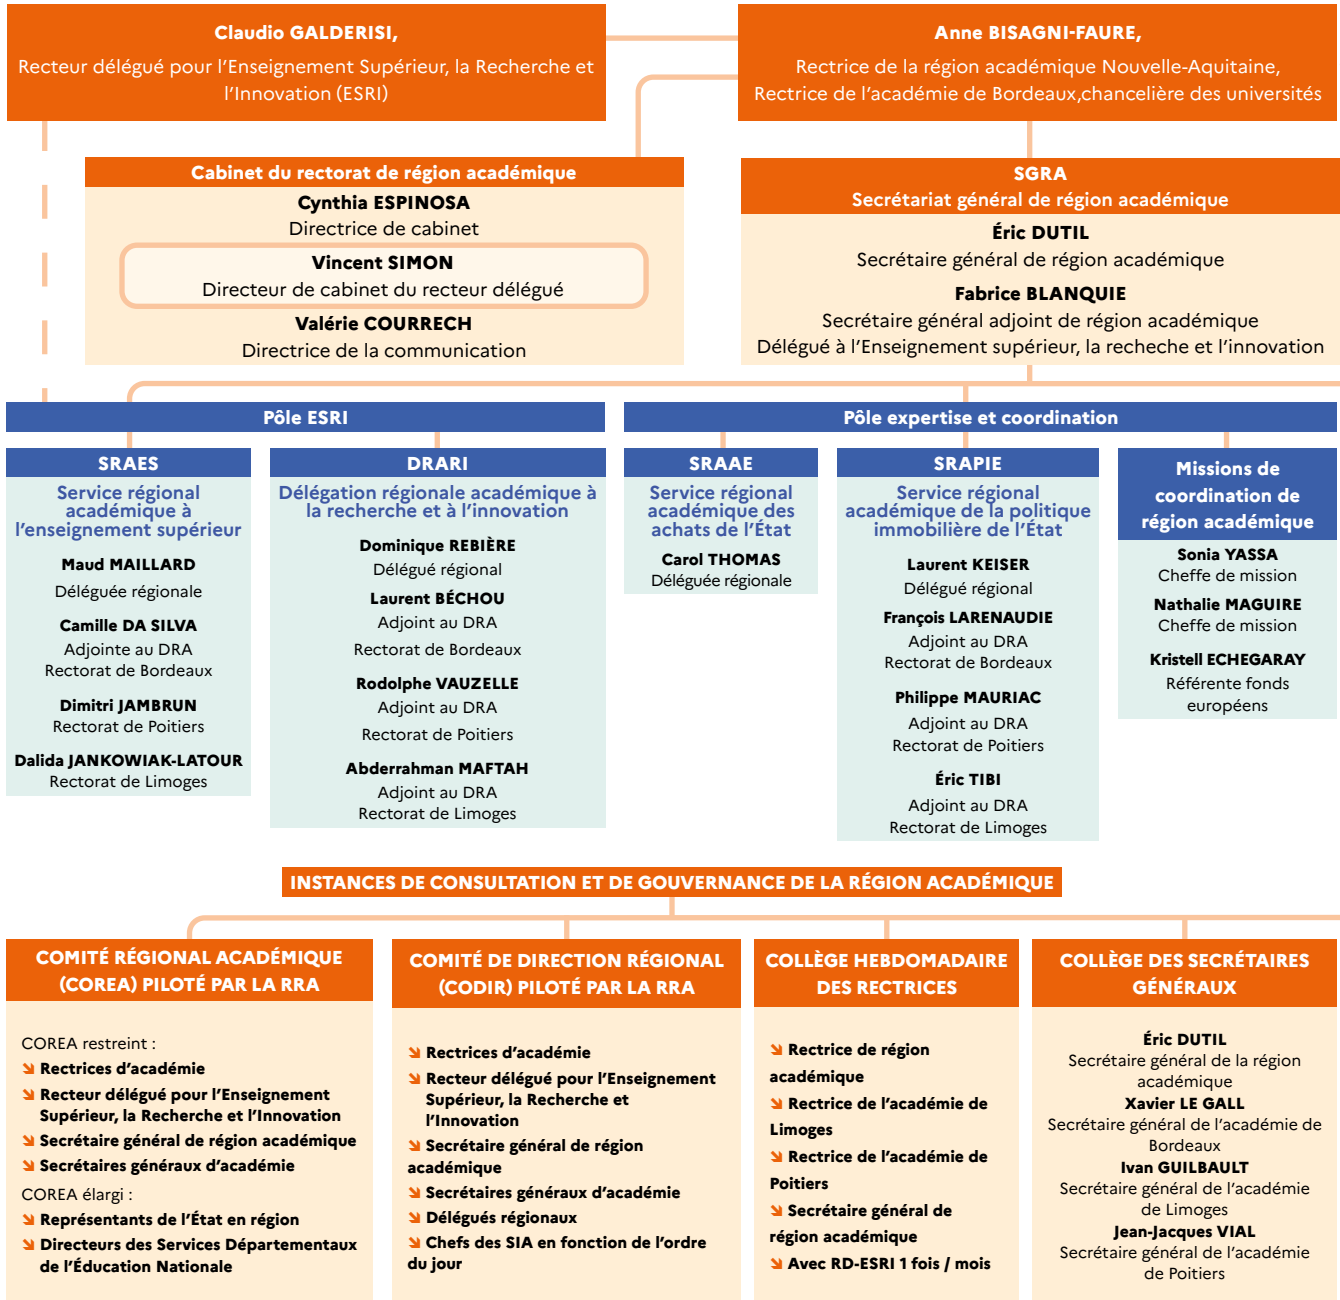 Claudio GALDERISI,
Recteur délégué pour l'Enseignement Supérieur, la Recherche et
l'Innovation (ESRI)
Anne BISAGNI-FAURE,
Rectrice de la région académique Nouvelle-Aquitaine,
Rectrice de l'académie de Bordeaux,chancelière des universités
Cabinet du rectorat de région académique
Cynthia ESPINOSA
Directrice de cabinet
Vincent SIMON
Directeur de cabinet du recteur délégué
Valérie COURRECH
Directrice de la communication
SGRA
Secrétariat général de région académique
Éric DUTIL
Secrétaire général de région académique
Fabrice BLANQUIE
Secrétaire général adjoint de région académique
Délégué à l'Enseignement supérieur, la recheche et l'innovation
Pôle ESRI
SRAES
Service régional
académique à
l'enseignement supérieur
Maud MAILLARD
Déléguée régionale
Camille DA SILVA
Adjointe au DRA
Rectorat de Bordeaux
Dimitri JAMBRUN
Rectorat de Poitiers
Dalida JANKOWIAK-LATOUR
Rectorat de Limoges
DRARI
Délégation régionale académique à
la recherche et à l'innovation
Dominique REBIÈRE
Délégué régional
Laurent BÉCHOU
Adjoint au DRA
Rectorat de Bordeaux
Rodolphe VAUZELLE
Adjoint au DRA
Rectorat de Poitiers
Abderrahman MAFTAH
Adjoint au DRA
Rectorat de Limoges
Pôle expertise et coordination
SRAAE
Service régional
académique des
achats de l'État
Carol THOMAS
Déléguée régionale
SRAPIE
Service régional
académique de la politique
immobilière de l'État
Laurent KEISER
Délégué régional
François LARENAUDIE
Adjoint au DRA
Rectorat de Bordeaux
Philippe MAURIAC
Adjoint au DRA
Rectorat de Poitiers
Éric TIBI
Adjoint au DRA
Rectorat de Limoges
Missions de
coordination de
région académique
Sonia YASSA
Cheffe de mission
Nathalie MAGUIRE
Cheffe de mission
Kristell ECHEGARAY
Référente fonds
européens
INSTANCES DE CONSULTATION ET DE GOUVERNANCE DE LA RÉGION ACADÉMIQUE
COMITÉ RÉGIONAL ACADÉMIQUE
(COREA) PILOTÉ PAR LA RRA
COREA restreint :
➘ Rectrices d'académie
➘ Recteur délégué pour l'Enseignement
Supérieur, la Recherche et l'Innovation
➘ Secrétaire général de région académique
➘ Secrétaires généraux d'académie
COREA élargi :
➘ Représentants de l'État en région
➘ Directeurs des Services Départementaux
de l'Éducation Nationale
COMITÉ DE DIRECTION RÉGIONAL
(CODIR) PILOTÉ PAR LA RRA
➘ Rectrices d'académie
➘ Recteur délégué pour l'Enseignement
Supérieur, la Recherche et
l'Innovation
➘ Secrétaire général de région
académique
➘ Secrétaires généraux d'académie
➘ Délégués régionaux
➘ Chefs des SIA en fonction de l'ordre
du jour
COLLÈGE HEBDOMADAIRE
DES RECTRICES
➘ Rectrice de région
académique
➘ Rectrice de l'académie de
Limoges
➘ Rectrice de l'académie de
Poitiers
➘ Secrétaire général de
région académique
➘ Avec RD-ESRI 1 fois / mois
COLLÈGE DES SECRÉTAIRES
GÉNÉRAUX
Éric DUTIL
Secrétaire général de la région
académique
Xavier LE GALL
Secrétaire général de l'académie de
Bordeaux
Ivan GUILBAULT
Secrétaire général de l'académie
de Limoges
Jean-Jacques VIAL
Secrétaire général de l'académie
de Poitiers